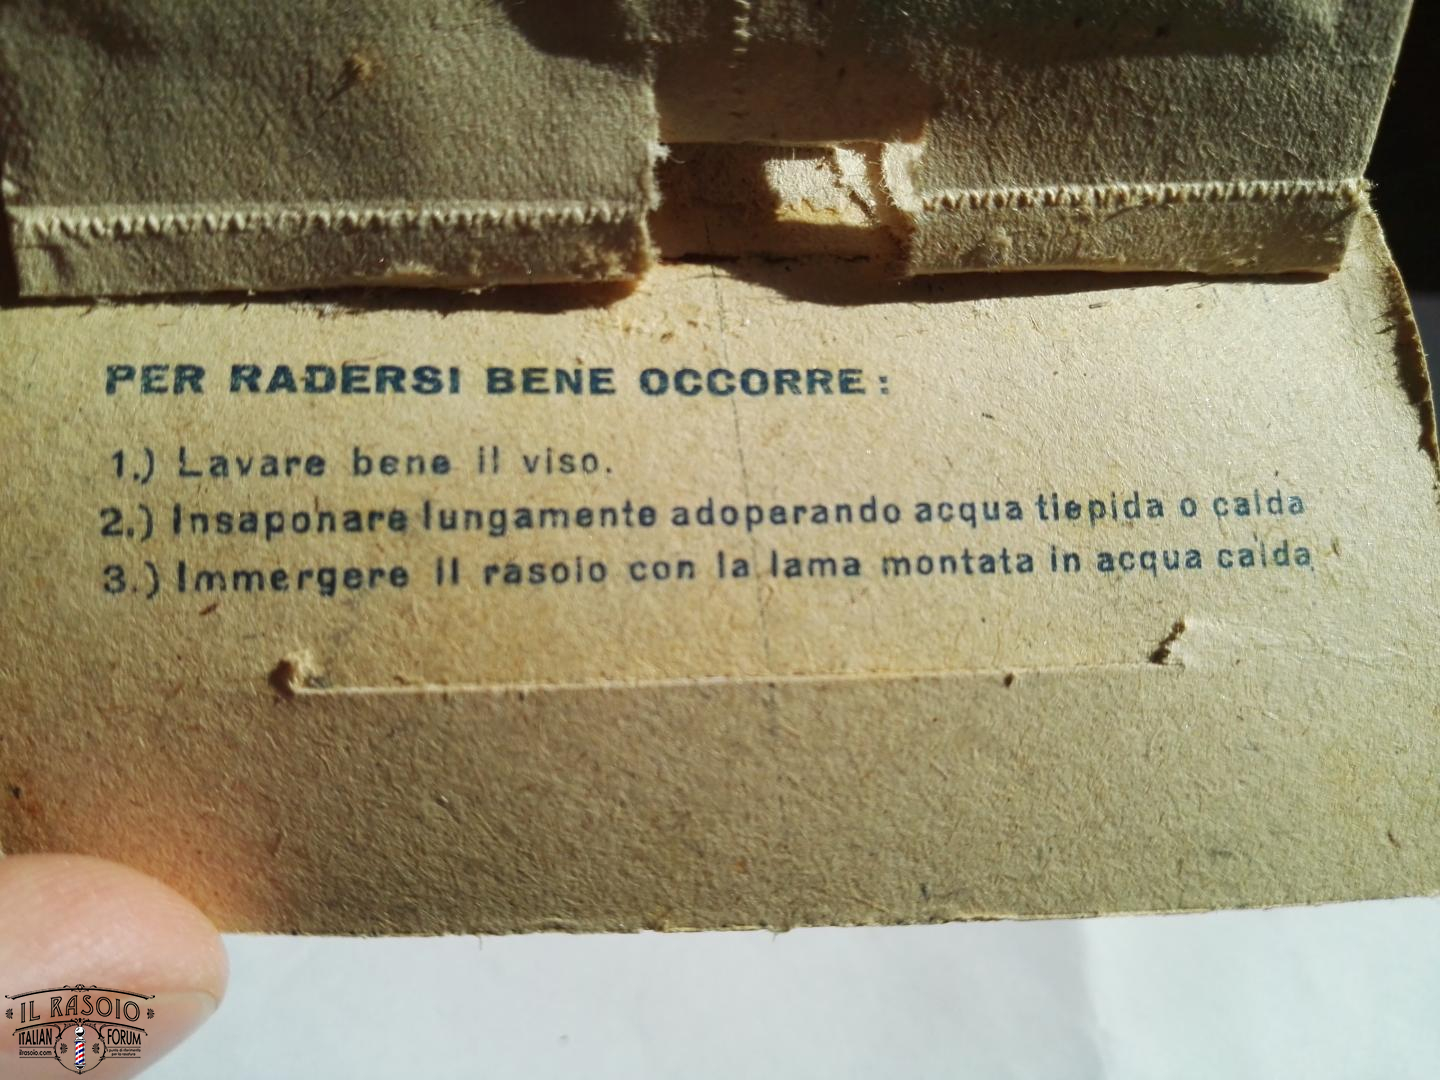 PER RADERSI BENE OCCORRE:
1.) Lavare bene il viso.
2.) Insaponare lungamente adoperando acqua tiepida o calda
3.) Immergere il rasoio con la lama montata in acqua calda
IL RASOIO
ITALIAN FORUM
ilrasoio.com